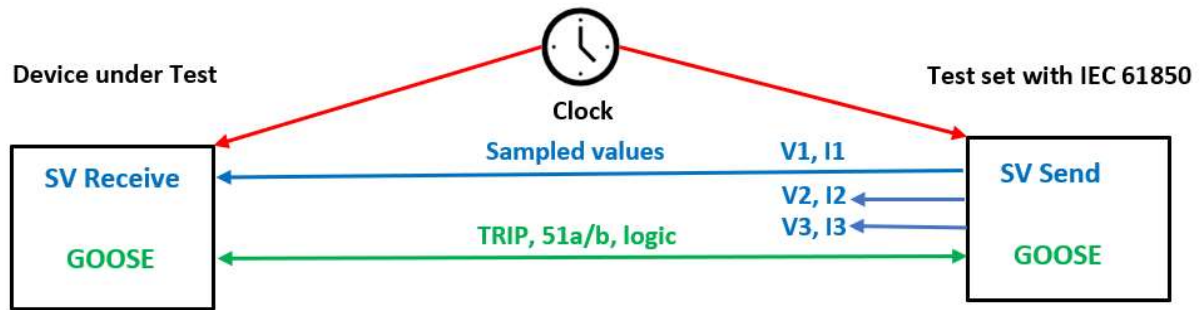 Device under Test
Clock
Test set with IEC 61850
Sampled values
V1, I1
SV Receive
SV Send
V2, I2
V3, I3
TRIP, 51a/b, logic
GOOSE
GOOSE